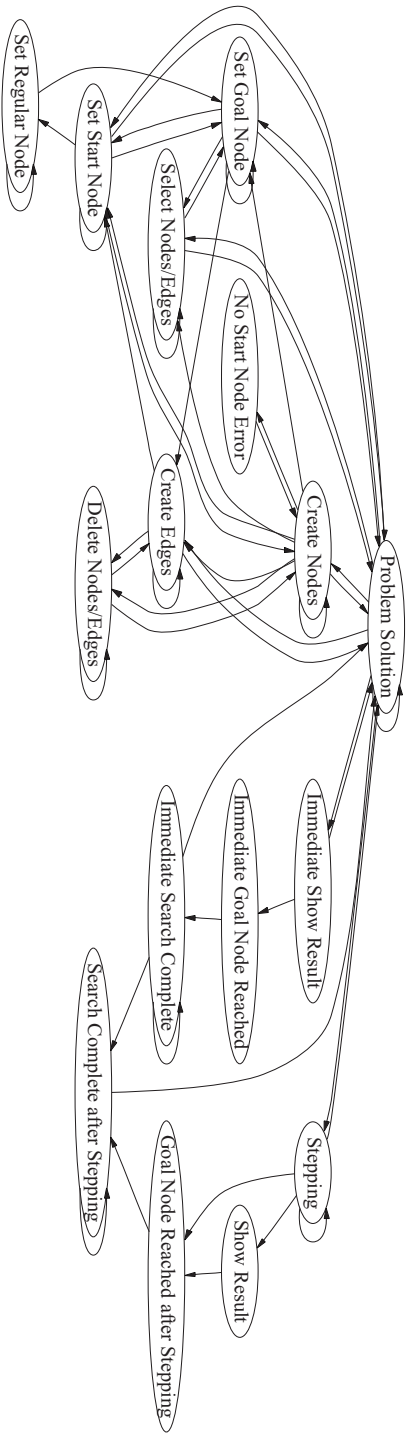 Problem Solution
Create Nodes
Immediate Show Result
Stepping
Set Goal Node
No Start Node Error
Immediate Goal Node Reached
Show Result
Select Nodes/Edges
Create Edges
Immediate Search Complete
Goal Node Reached after Stepping
Set Start Node
Delete Nodes/Edges
Search Complete after Stepping
Set Regular Node